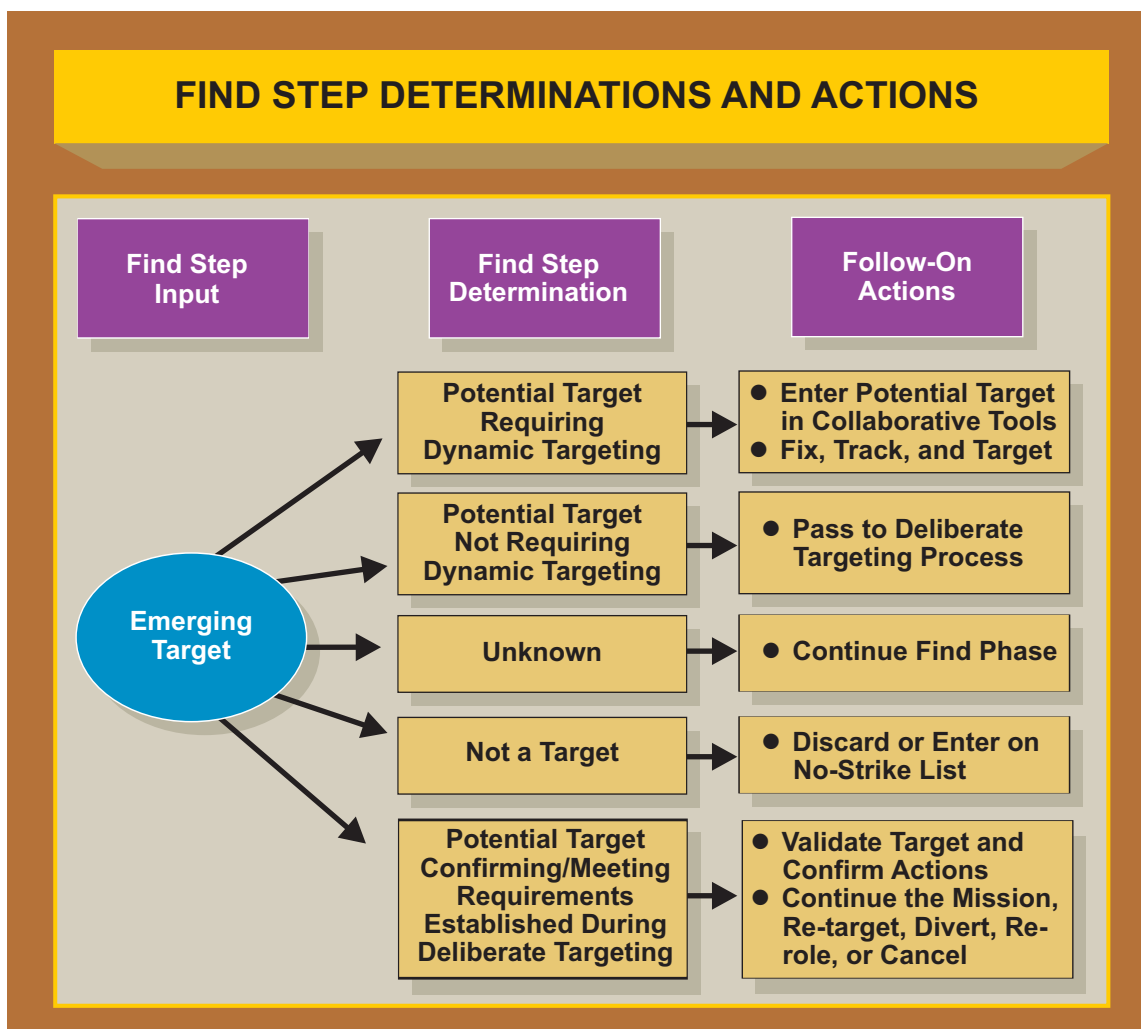 FIND STEP DETERMINATIONS AND ACTIONS
Find Step
Input
Find Step
Determination
Follow-On
Actions
Emerging
Target
Potential Target
Requiring
Dynamic Targeting
● Enter Potential Target
in Collaborative Tools
● Fix, Track, and Target
Potential Target
Not Requiring
Dynamic Targeting
● Pass to Deliberate
Targeting Process
Unknown
● Continue Find Phase
Not a Target
● Discard or Enter on
No-Strike List
Potential Target
Confirming/Meeting
Requirements
Established During
Deliberate Targeting
● Validate Target and
Confirm Actions
● Continue the Mission,
Re-target, Divert, Re-
role, or Cancel